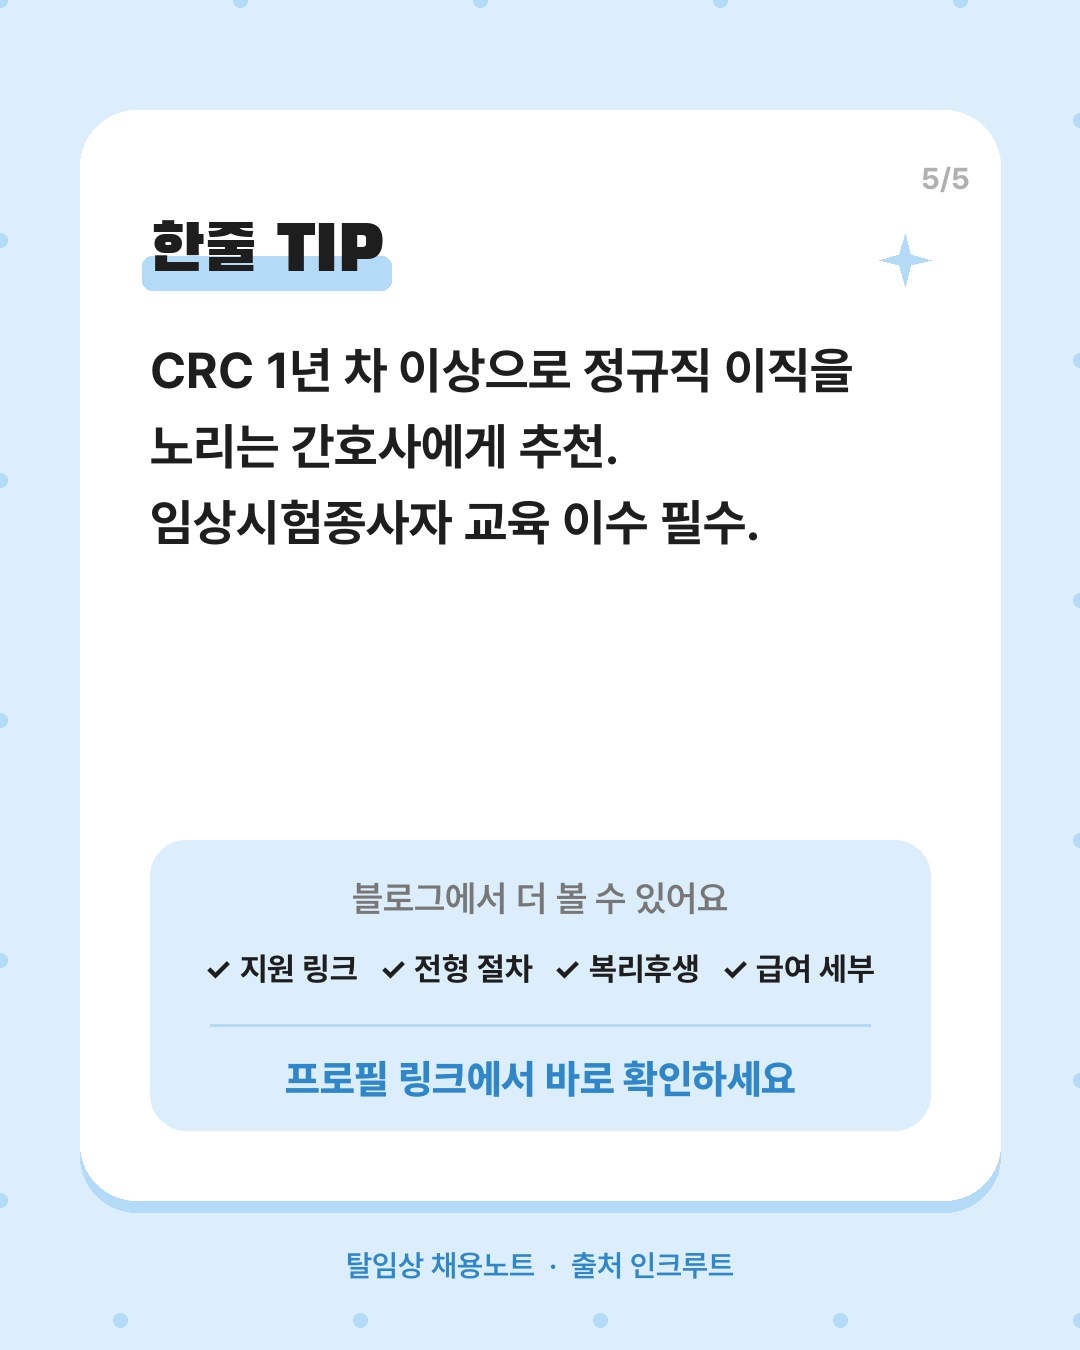 5/5
한줄 TIP
CRC 1년 차 이상으로 정규직 이직을
노리는 간호사에게 추천.
임상시험종사자 교육 이수 필수.
블로그에서 더 볼 수 있어요
✓ 지원 링크 ✓ 전형 절차 ✓ 복리후생 ✓ 급여 세부
프로필 링크에서 바로 확인하세요
탈임상 채용노트 · 출처 인크루트